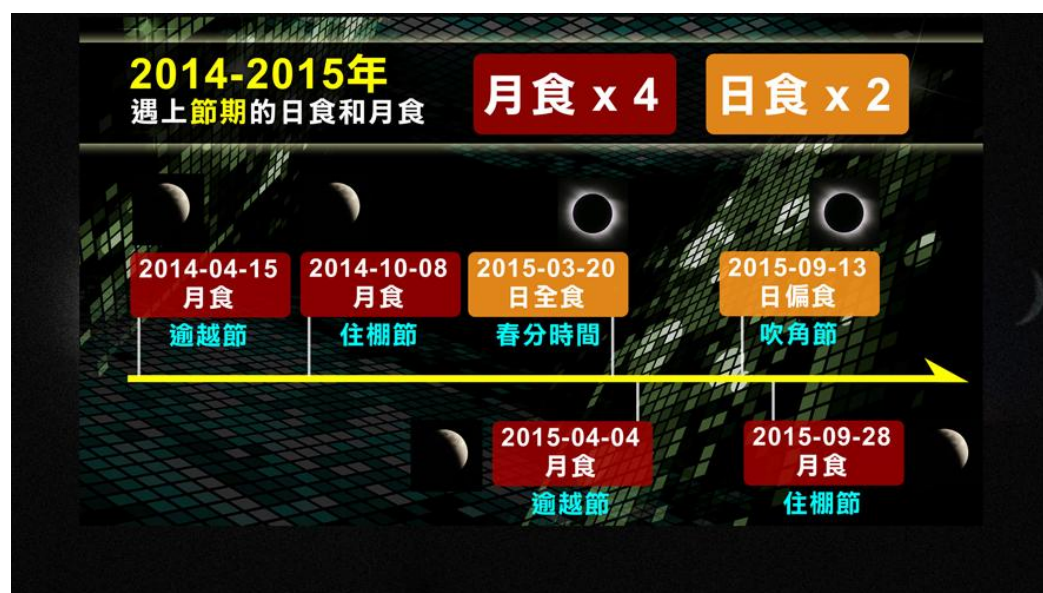 2014-2015年
遇上節期的日食和月食
月食 x 4
日食 x 2
2014-04-15
月食
逾越節
2014-10-08
月食
住棚節
2015-03-20
日全食
春分時間
2015-09-13
日偏食
吹角節
2015-04-04
月食
逾越節
2015-09-28
月食
住棚節